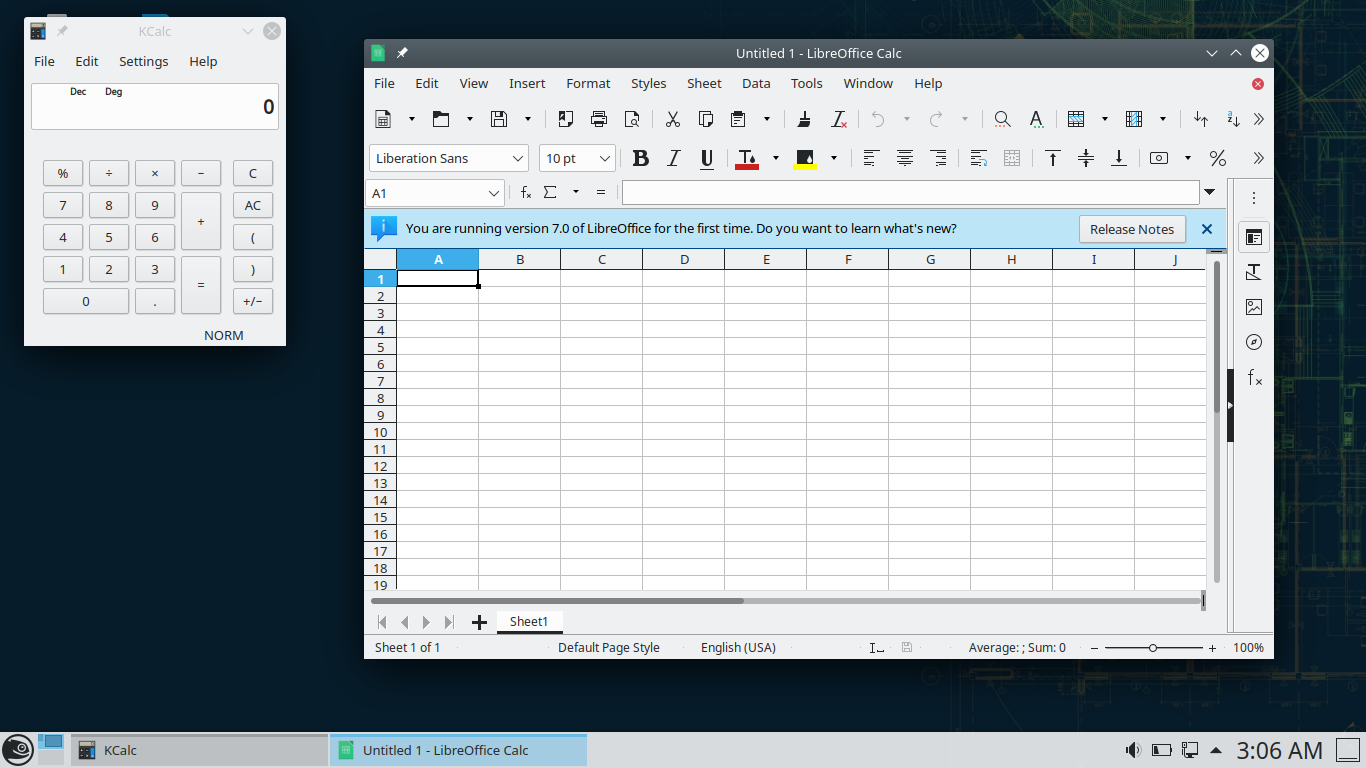 KCalc
File Edit Settings Help
Dec Deg
0
% ÷ × − C
7 8 9 + AC
4 5 6 (
1 2 3 = )
0 . +/−
NORM
Untitled 1 - LibreOffice Calc
File Edit View Insert Format Styles Sheet Data Tools Window Help
Liberation Sans 10 pt B I U %
A1 fx Σ =
You are running version 7.0 of LibreOffice for the first time. Do you want to learn what's new? Release Notes
A B C D E F G H I J
1
2
3
4
5
6
7
8
9
10
11
12
13
14
15
16
17
18
19
Sheet1
Sheet 1 of 1 Default Page Style English (USA) Average: ; Sum: 0 − + 100%
KCalc Untitled 1 - LibreOffice Calc 3:06 AM